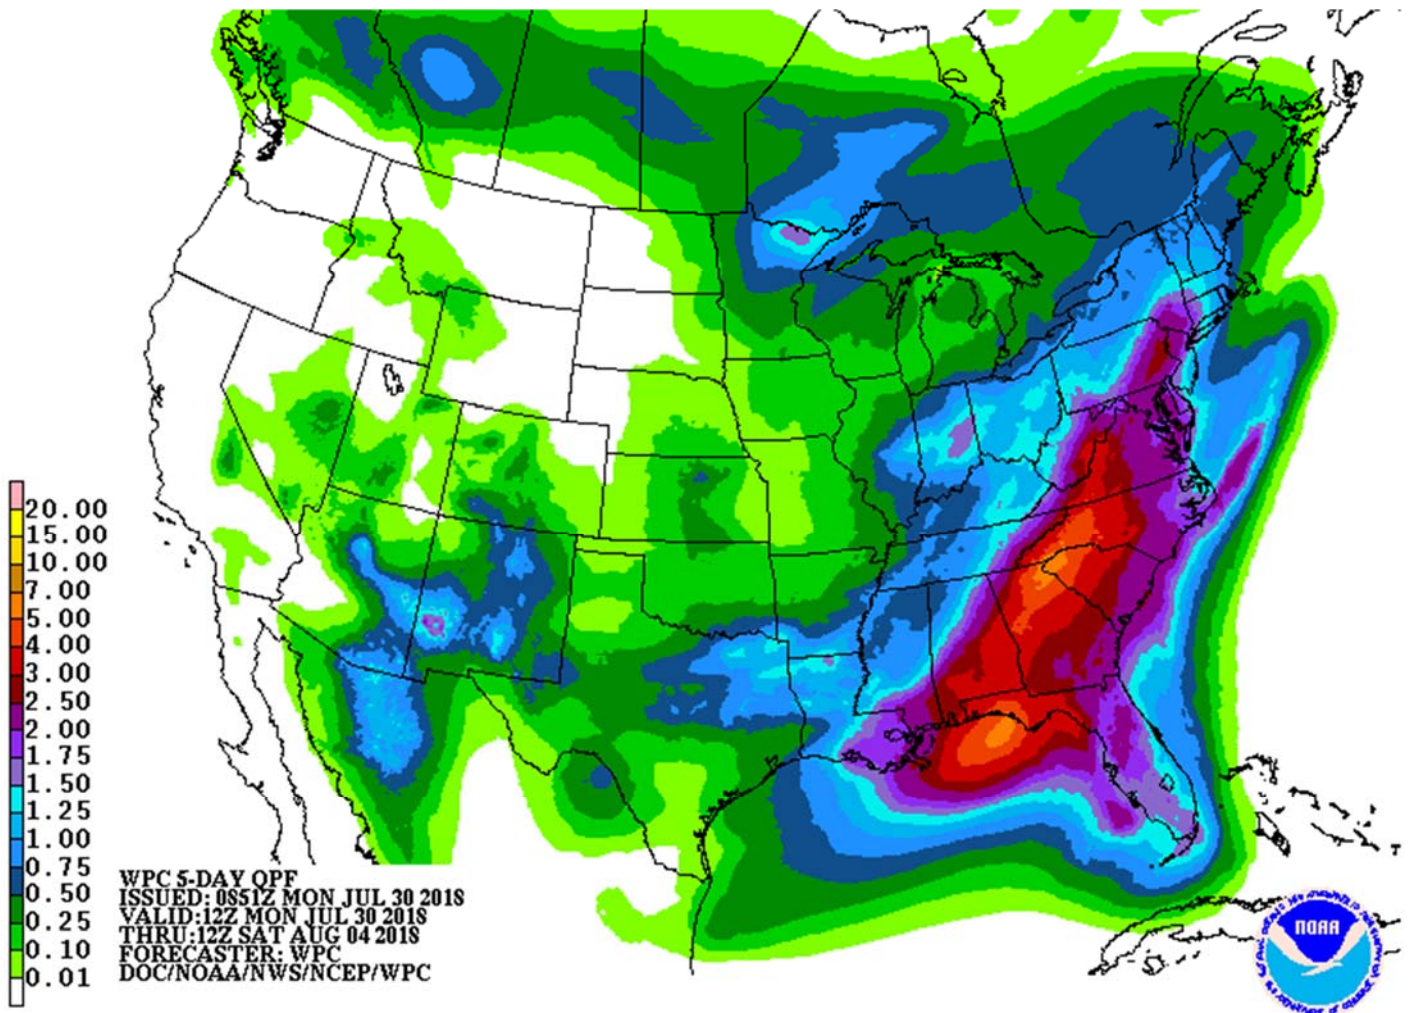 20.00
15.00
10.00
7.00
5.00
4.00
3.00
2.50
2.00
1.75
1.50
1.25
1.00
0.75
0.50
0.25
0.10
0.01
WPC 5-DAY QPF
ISSUED: 0851Z MON JUL 30 2018
VALID:12Z MON JUL 30 2018
THRU:12Z SAT AUG 04 2018
FORECASTER: WPC
DOC/NOAA/NWS/NCEP/WPC
NOAA